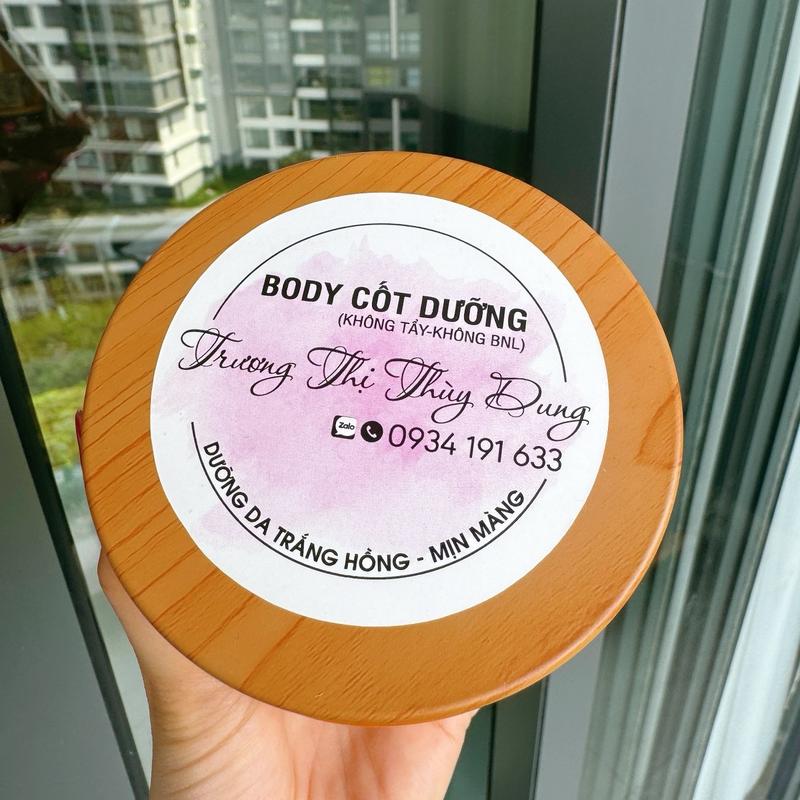 BODY CỐT DƯỠNG
(KHÔNG TẨY-KHÔNG BNL)
Trương Thị Thùy Dung
Zalo 0934 191 633
DƯỠNG DA TRẮNG HỒNG - MỊN MÀNG